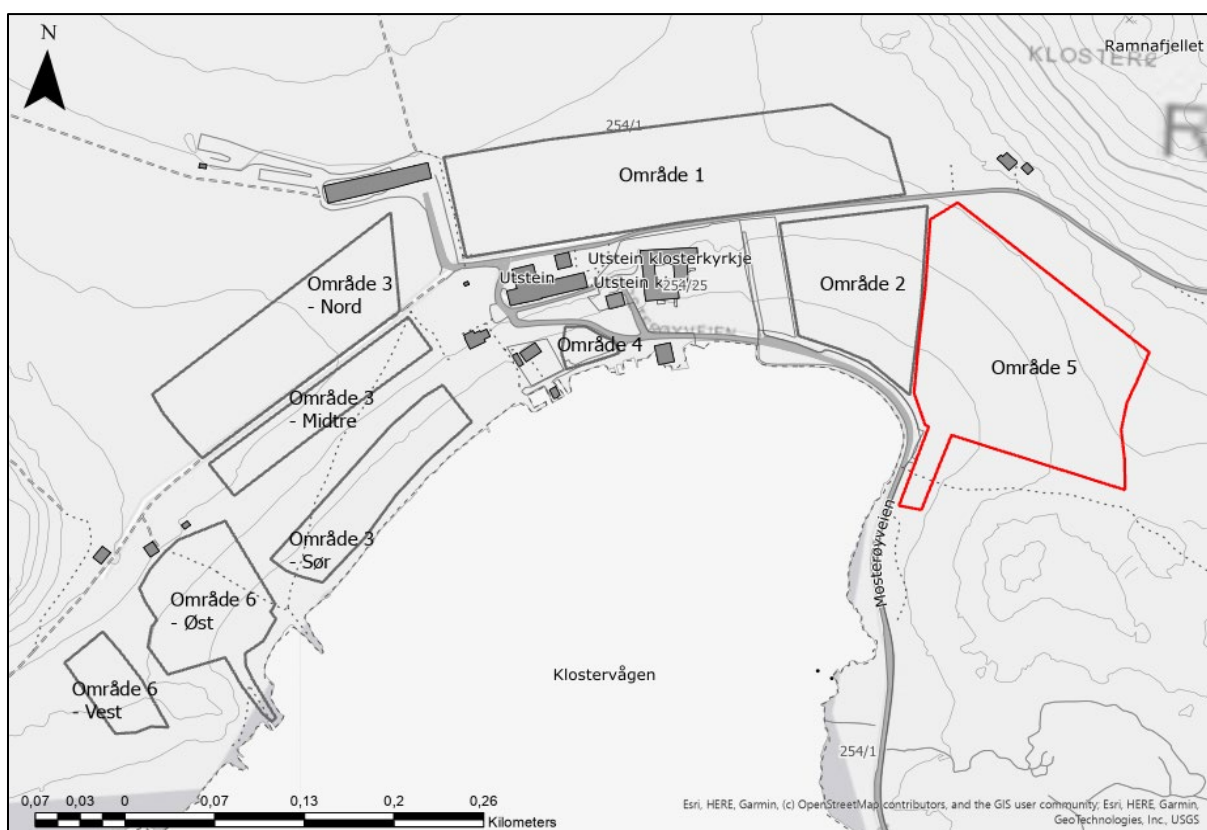 N
Ramnafjellet
KLOSTERØ
254/1
Område 1
Område 2
Område 3
- Nord
Utstein klosterkyrkje
Utstein
Utstein k
254/25
Område 4
Område 5
Område 3
- Midtre
Område 3
- Sør
Område 6
- Øst
Område 6
- Vest
Mosterøyveien
Klostervågen
254/1
0,07 0,03 0 0,07 0,13 0,2 0,26
Kilometers
Esri, HERE, Garmin, (c) OpenStreetMap contributors, and the GIS user community; Esri, HERE, Garmin,
GeoTechnologies, Inc., USGS